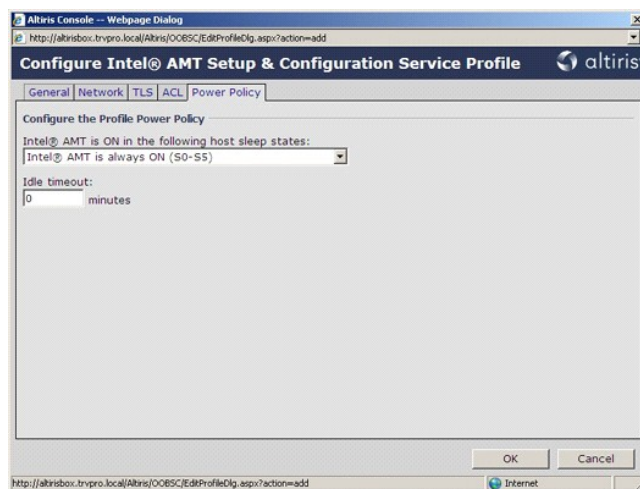 Altiris Console -- Webpage Dialog
http://altirisbox.trvpro.local/Altiris/OOBSC/EditProfileDlg.aspx?action=add
Configure Intel® AMT Setup & Configuration Service Profile
altiris
General Network TLS ACL Power Policy
Configure the Profile Power Policy
Intel® AMT is ON in the following host sleep states:
Intel® AMT is always ON (S0-S5)
Idle timeout:
0 minutes
OK Cancel
http://altirisbox.trvpro.local/Altiris/OOBSC/EditProfileDlg.aspx?action=add Internet